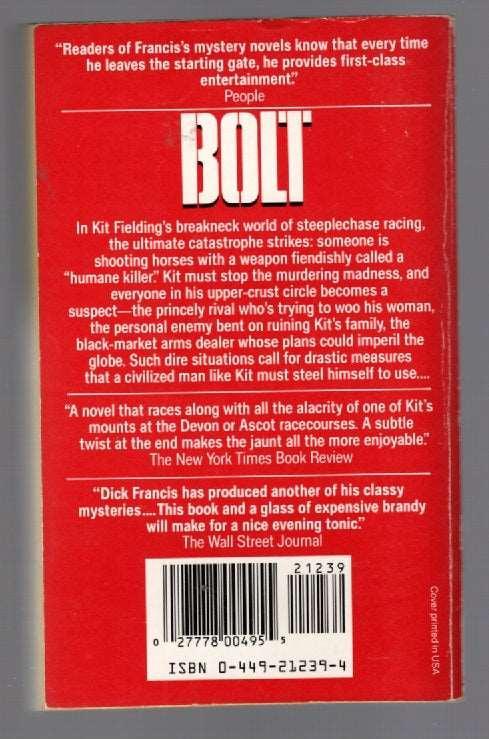 "Readers of Francis's mystery novels know that every time
he leaves the starting gate, he provides first-class
entertainment."
People
BOLT
In Kit Fielding's breakneck world of steeplechase racing,
the ultimate catastrophe strikes: someone is
shooting horses with a weapon fiendishly called a
"humane killer." Kit must stop the murdering madness, and
everyone in his upper-crust circle becomes a
suspect—the princely rival who's trying to woo his woman,
the personal enemy bent on ruining Kit's family, the
black-market arms dealer whose plans could imperil the
globe. Such dire situations call for drastic measures
that a civilized man like Kit must steel himself to use....
"A novel that races along with all the alacrity of one of Kit's
mounts at the Devon or Ascot racecourses. A subtle
twist at the end makes the jaunt all the more enjoyable."
The New York Times Book Review
"Dick Francis has produced another of his classy
mysteries....This book and a glass of expensive brandy
will make for a nice evening tonic."
The Wall Street Journal
21239
0 27778 00495 5
ISBN 0-449-21239-4
Cover printed in USA